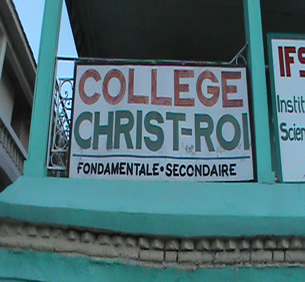 COLLEGE
CHRIST-ROI
FONDAMENTALE•SECONDAIRE
IFS
Instit
Scien